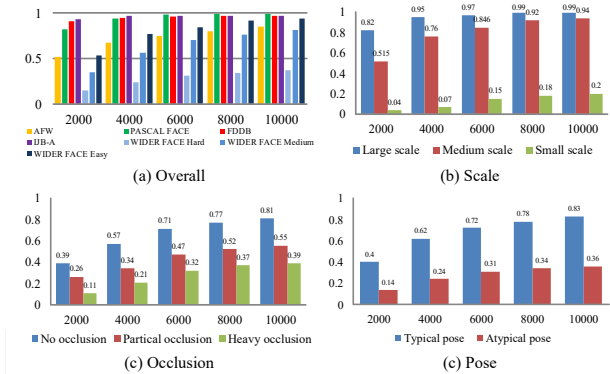 1
0.5
0
2000 4000 6000 8000 10000
AFW PASCAL FACE FDDB
IJB-A WIDER FACE Hard WIDER FACE Medium
WIDER FACE Easy
(a) Overall
1
0.8
0.6
0.4
0.2
0
0.82 0.515 0.04
0.95 0.76 0.07
0.97 0.846 0.15
0.99 0.92 0.18
0.99 0.94 0.2
2000 4000 6000 8000 10000
Large scale Medium scale Small scale
(b) Scale
1
0.8
0.6
0.4
0.2
0
0.39 0.26 0.11
0.57 0.34 0.21
0.71 0.47 0.32
0.77 0.52 0.37
0.81 0.55 0.39
2000 4000 6000 8000 10000
No occlusion Partical occlusion Heavy occlusion
(c) Occlusion
1
0.8
0.6
0.4
0.2
0
0.4 0.14
0.62 0.24
0.72 0.31
0.78 0.34
0.83 0.36
2000 4000 6000 8000 10000
Typical pose Atypical pose
(c) Pose